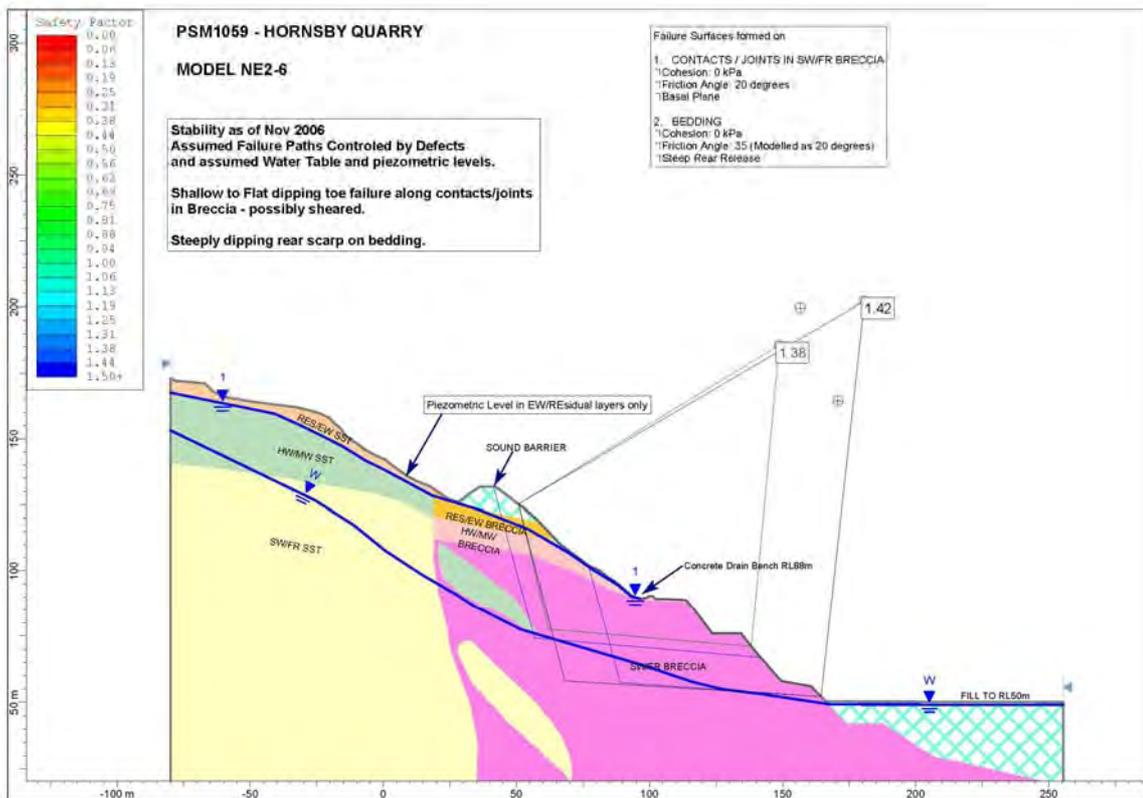 Safety Factor
0.00
0.06
0.13
0.19
0.25
0.31
0.38
0.44
0.50
0.56
0.63
0.69
0.75
0.81
0.88
0.94
1.00
1.06
1.13
1.19
1.25
1.31
1.38
1.44
1.50+
PSM1059 - HORNSBY QUARRY
MODEL NE2-6
Stability as of Nov 2006
Assumed Failure Paths Controled by Defects
and assumed Water Table and piezometric levels.
Shallow to Flat dipping toe failure along contacts/joints
in Breccia - possibly sheared.
Steeply dipping rear scarp on bedding.
Failure Surfaces formed on
1. CONTACTS / JOINTS IN SW/FR BRECCIA
Cohesion: 0 kPa
Friction Angle: 20 degrees
Basal Plane
2. BEDDING
Cohesion: 0 kPa
Friction Angle: 35 (Modelled as 20 degrees)
Steep Rear Release
1.42
1.38
1
Piezometric Level in EW/REsidual layers only
SOUND BARRIER
RES/EW SST
HW/MW SST
W
SW/FR SST
RES/EW BRECCIA
HW/MW
BRECCIA
1
Concrete Drain Bench RL88m
SW/FR BRECCIA
W
FILL TO RL50m
300
250
200
150
100
50 m
-100 m
-50
0
50
100
150
200
250